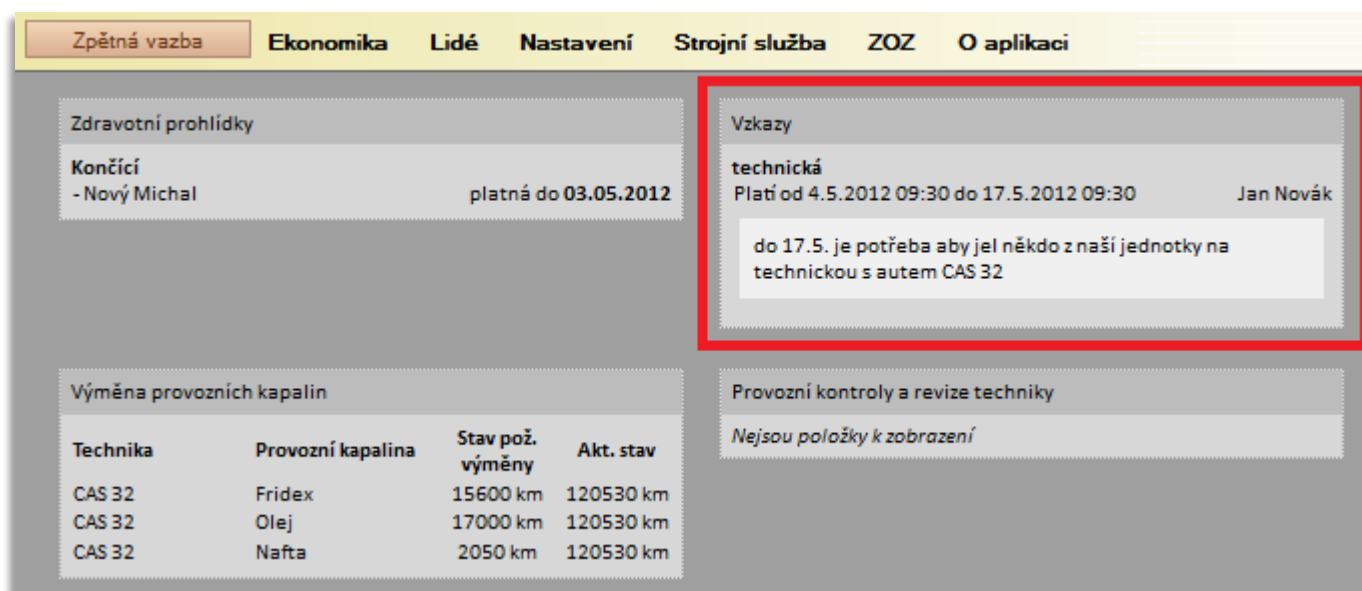 Zpětná vazba Ekonomika Lidé Nastavení Strojní služba ZOZ O aplikaci
Zdravotní prohlídky
Končící
- Nový Michal platná do 03.05.2012
Vzkazy
technická
Platí od 4.5.2012 09:30 do 17.5.2012 09:30 Jan Novák
do 17.5. je potřeba aby jel někdo z naší jednotky na
technickou s autem CAS 32
Výměna provozních kapalin
Technika Provozní kapalina Stav pož. výměny Akt. stav
CAS 32 Fridex 15600 km 120530 km
CAS 32 Olej 17000 km 120530 km
CAS 32 Nafta 2050 km 120530 km
Provozní kontroly a revize techniky
Nejsou položky k zobrazení